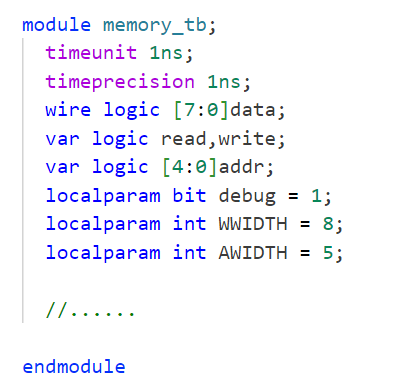 module memory_tb;
timeunit 1ns;
timeprecision 1ns;
wire logic [7:0]data;
var logic read,write;
var logic [4:0]addr;
localparam bit debug = 1;
localparam int WWIDTH = 8;
localparam int AWIDTH = 5;
//......
endmodule